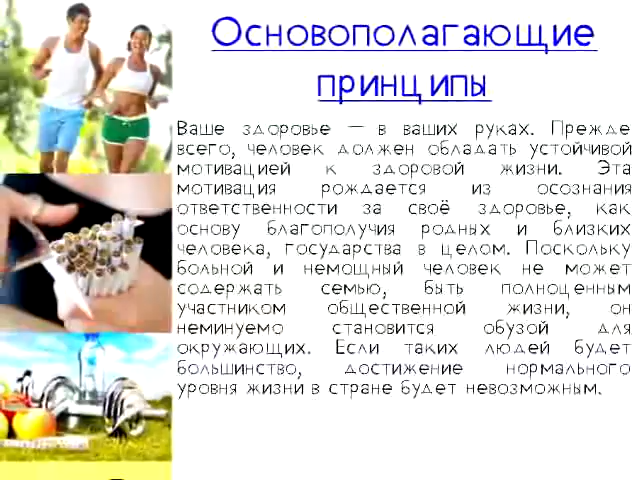 Основополагающие
принципы
Ваше здоровье – в ваших руках. Прежде
всего, человек должен обладать устойчивой
мотивацией к здоровой жизни. Эта
мотивация рождается из осознания
ответственности за своё здоровье, как
основу благополучия родных и близких
человека, государства в целом. Поскольку
больной и немощный человек не может
содержать семью, быть полноценным
участником общественной жизни, он
неминуемо становится обузой для
окружающих. Если таких людей будет
большинство, достижение нормального
уровня жизни в стране будет невозможным.